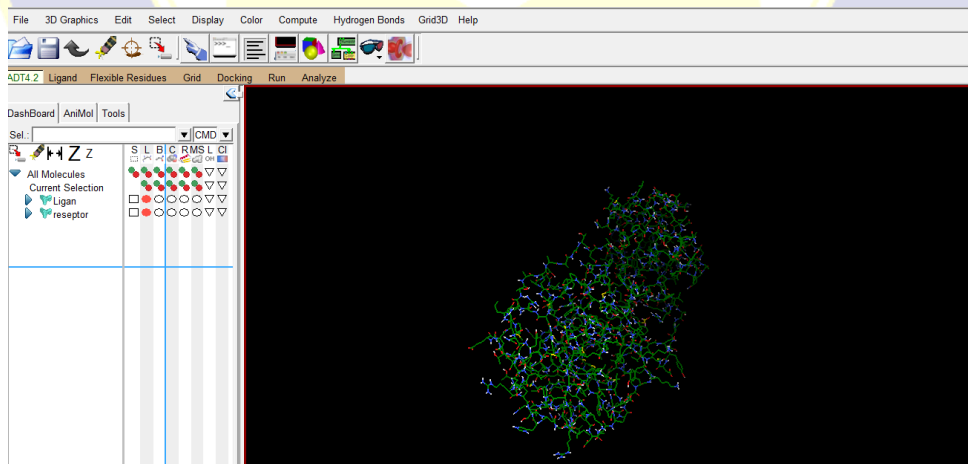 File 3D Graphics Edit Select Display Color Compute Hydrogen Bonds Grid3D Help
ADT4.2 Ligand Flexible Residues Grid Docking Run Analyze
DashBoard AniMol Tools
Sel.: CMD
Z Z S L B C R MS L Cl
All Molecules
Current Selection
Ligan
reseptor